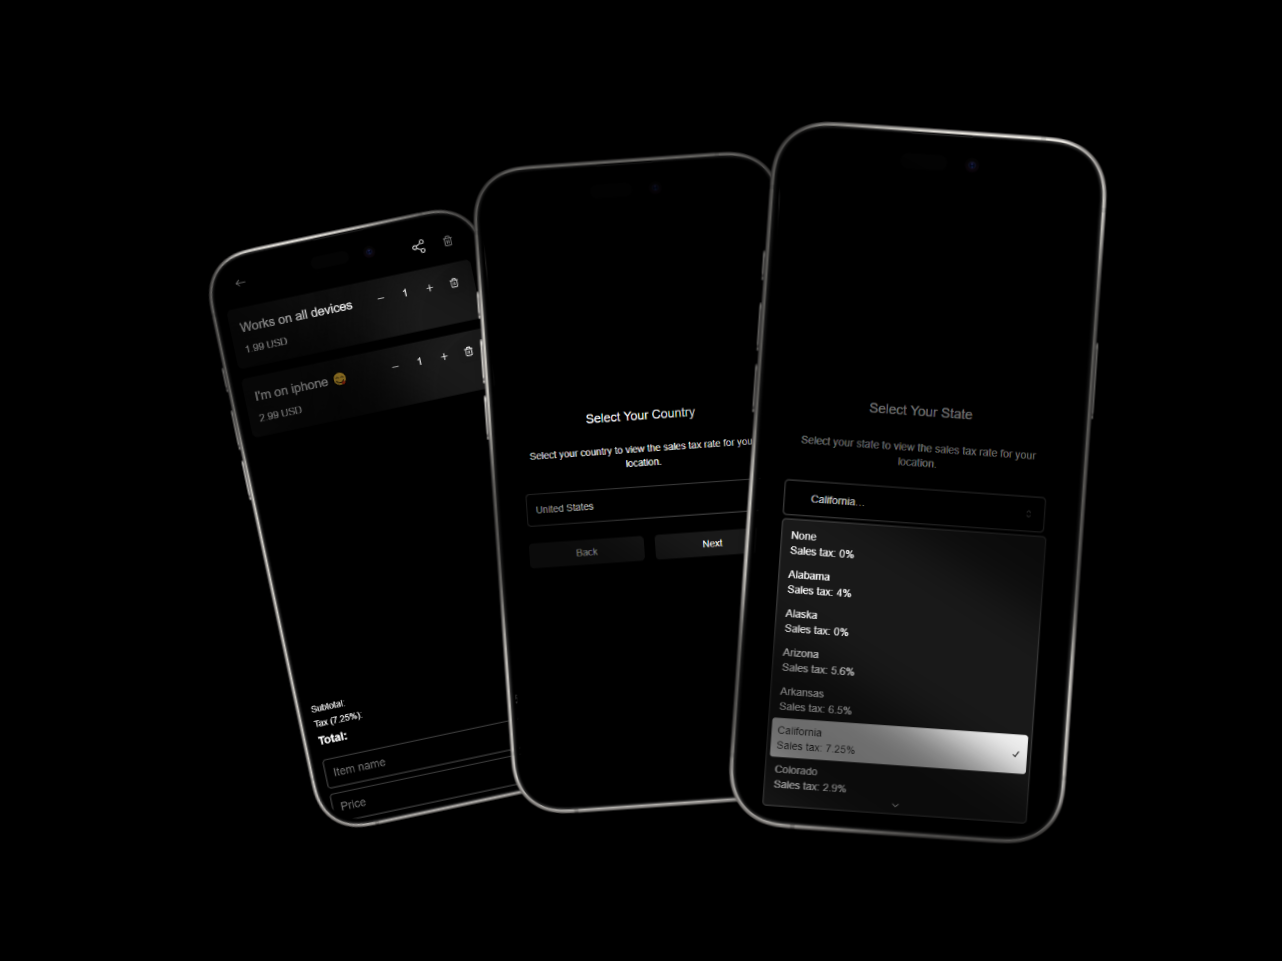 Works on all devices
1.99 USD
− 1 +
I'm on iphone 😄
2.99 USD
− 1 +
Subtotal:
Tax (7.25%):
Total:
Item name
Price
Select Your Country
Select your country to view the sales tax rate for your
location.
United States
Back
Next
Select Your State
Select your state to view the sales tax rate for your
location.
California...
None
Sales tax: 0%
Alabama
Sales tax: 4%
Alaska
Sales tax: 0%
Arizona
Sales tax: 5.6%
Arkansas
Sales tax: 6.5%
California
Sales tax: 7.25%
Colorado
Sales tax: 2.9%